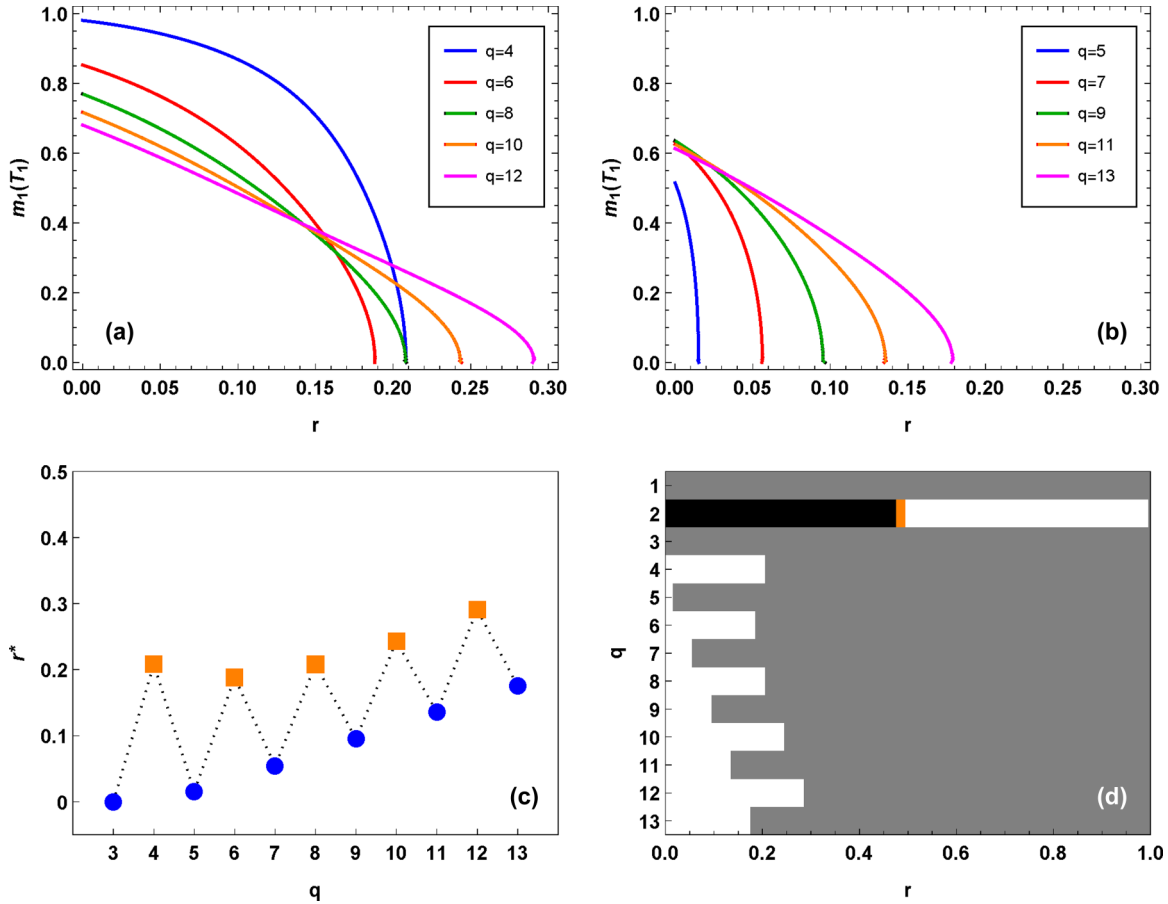 1.0
0.8
0.6
0.4
0.2
0.0
m₁(T₁)
0.00 0.05 0.10 0.15 0.20 0.25 0.30
r
(a)
q=4
q=6
q=8
q=10
q=12
1.0
0.8
0.6
0.4
0.2
0.0
m₁(T₁)
0.00 0.05 0.10 0.15 0.20 0.25 0.30
r
(b)
q=5
q=7
q=9
q=11
q=13
0.5
0.4
0.3
0.2
0.1
0
r*
3 4 5 6 7 8 9 10 11 12 13
q
(c)
1
2
3
4
5
6
7
8
9
10
11
12
13
q
0.0 0.2 0.4 0.6 0.8 1.0
r
(d)